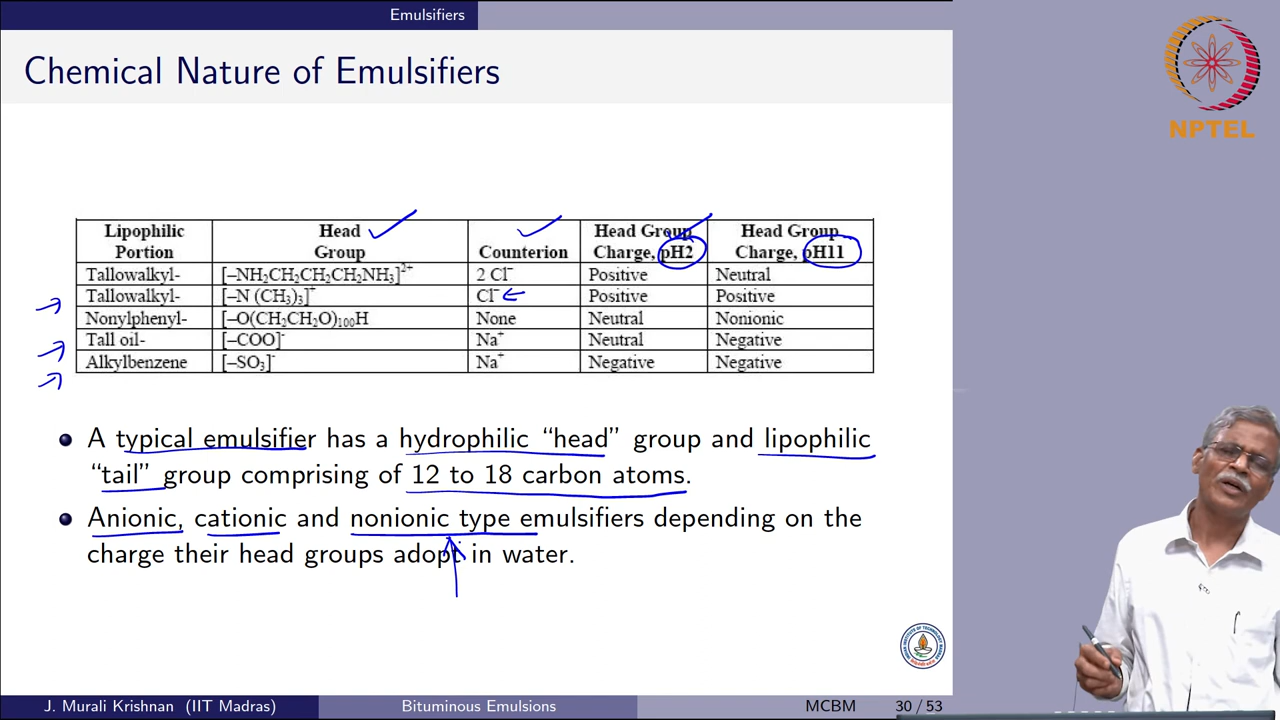 Emulsifiers
Chemical Nature of Emulsifiers
NPTEL
Lipophilic Portion | Head Group | Counterion | Head Group Charge, pH2 | Head Group Charge, pH11
Tallowalkyl- | [–NH₂CH₂CH₂CH₂NH₃]²⁺ | 2 Cl⁻ | Positive | Neutral
Tallowalkyl- | [–N (CH₃)₃]⁺ | Cl⁻ | Positive | Positive
Nonylphenyl- | [–O(CH₂CH₂O)₁₀₀H | None | Neutral | Nonionic
Tall oil- | [–COO]⁻ | Na⁺ | Neutral | Negative
Alkylbenzene | [–SO₃]⁻ | Na⁺ | Negative | Negative
A typical emulsifier has a hydrophilic “head” group and lipophilic
“tail” group comprising of 12 to 18 carbon atoms.
Anionic, cationic and nonionic type emulsifiers depending on the
charge their head groups adopt in water.
J. Murali Krishnan (IIT Madras) Bituminous Emulsions MCBM 30 / 53